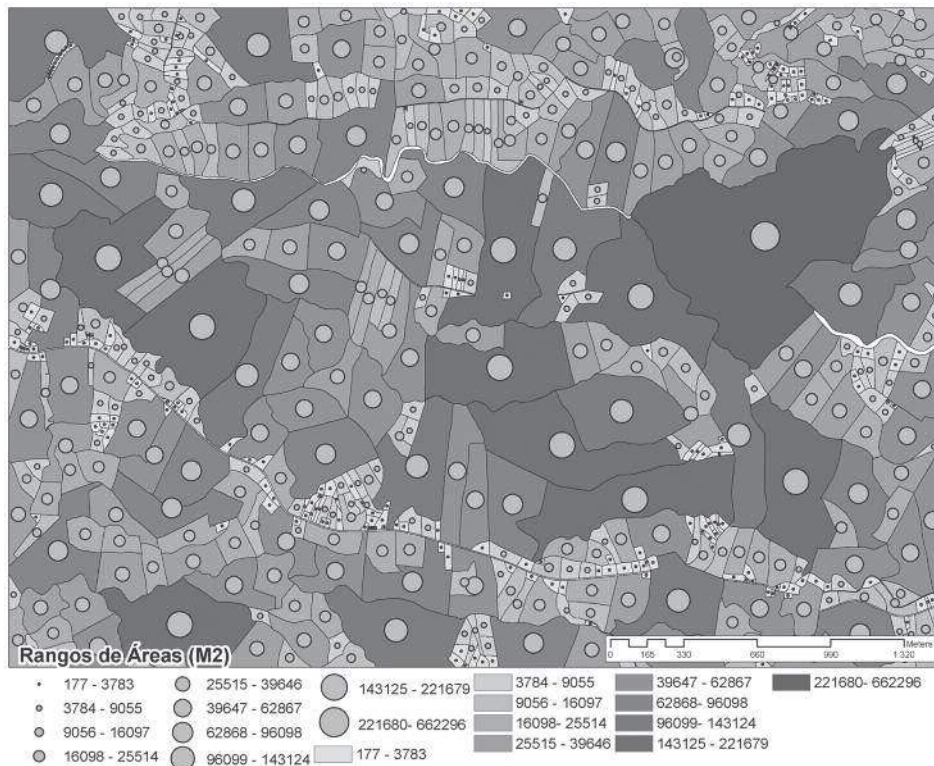 Rangos de Áreas (M2)
Meters
0 165 330 660 990 1 320
177 - 3783
3784 - 9055
9056 - 16097
16098 - 25514
25515 - 39646
39647 - 62867
62868 - 96098
96099 - 143124
143125 - 221679
221680- 662296
177 - 3783
3784 - 9055
9056 - 16097
16098 - 25514
25515 - 39646
39647 - 62867
62868- 96098
96099 - 143124
143125 - 221679
221680 - 662296